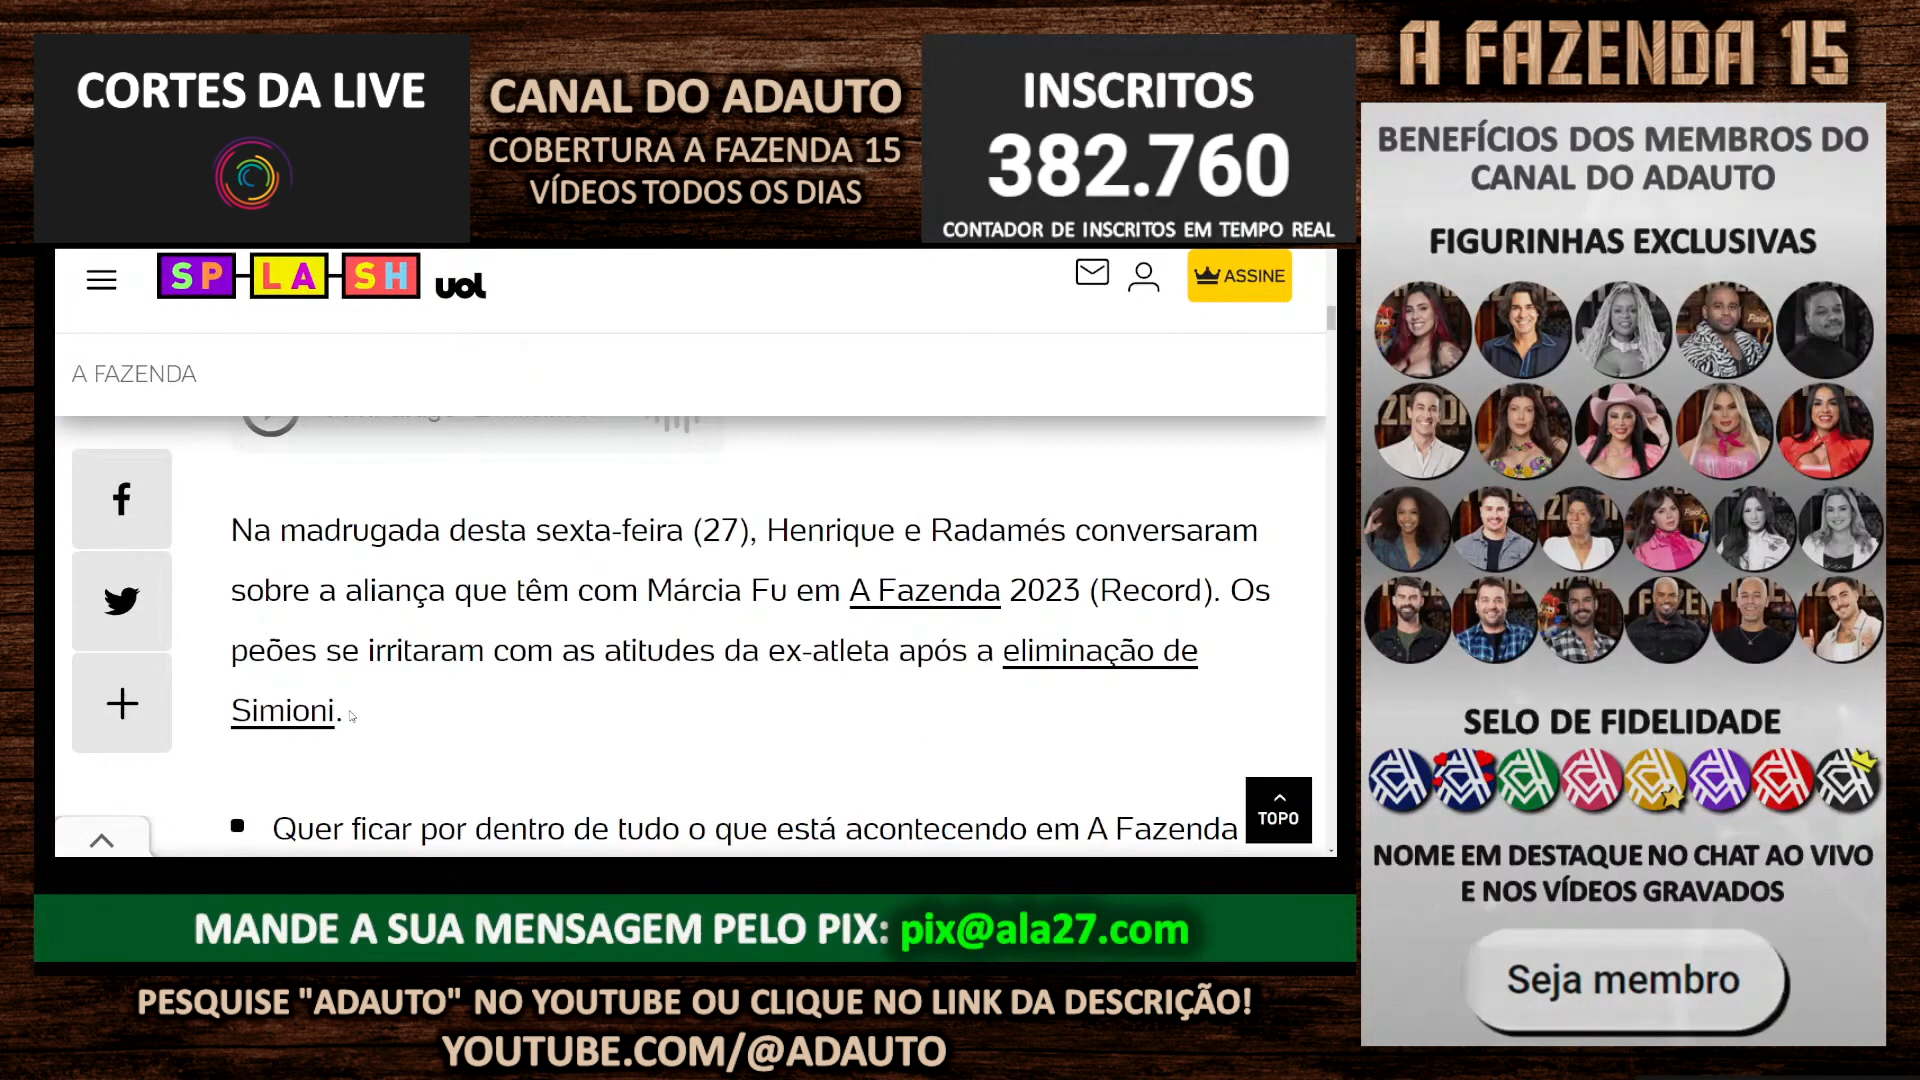 CORTES DA LIVE
CANAL DO ADAUTO
COBERTURA A FAZENDA 15
VÍDEOS TODOS OS DIAS
INSCRITOS
382.760
CONTADOR DE INSCRITOS EM TEMPO REAL
A FAZENDA 15
BENEFÍCIOS DOS MEMBROS DO
CANAL DO ADAUTO
FIGURINHAS EXCLUSIVAS
SPLASH uol
ASSINE
A FAZENDA
Na madrugada desta sexta-feira (27), Henrique e Radamés conversaram
sobre a aliança que têm com Márcia Fu em A Fazenda 2023 (Record). Os
peões se irritaram com as atitudes da ex-atleta após a eliminação de
Simioni.
Quer ficar por dentro de tudo o que está acontecendo em A Fazenda
TOPO
SELO DE FIDELIDADE
NOME EM DESTAQUE NO CHAT AO VIVO
E NOS VÍDEOS GRAVADOS
Seja membro
MANDE A SUA MENSAGEM PELO PIX: pix@ala27.com
PESQUISE "ADAUTO" NO YOUTUBE OU CLIQUE NO LINK DA DESCRIÇÃO!
YOUTUBE.COM/@ADAUTO